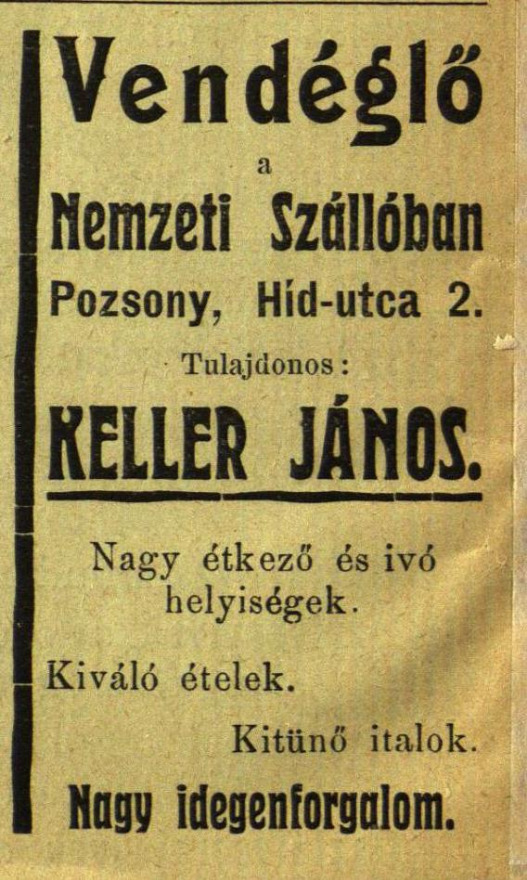 Vendéglő
a
Nemzeti Szállóban
Pozsony, Híd-utca 2.
Tulajdonos:
KELLER JÁNOS.
Nagy étkező és ivó
helyiségek.
Kiváló ételek.
Kitünő italok.
Nagy idegenforgalom.